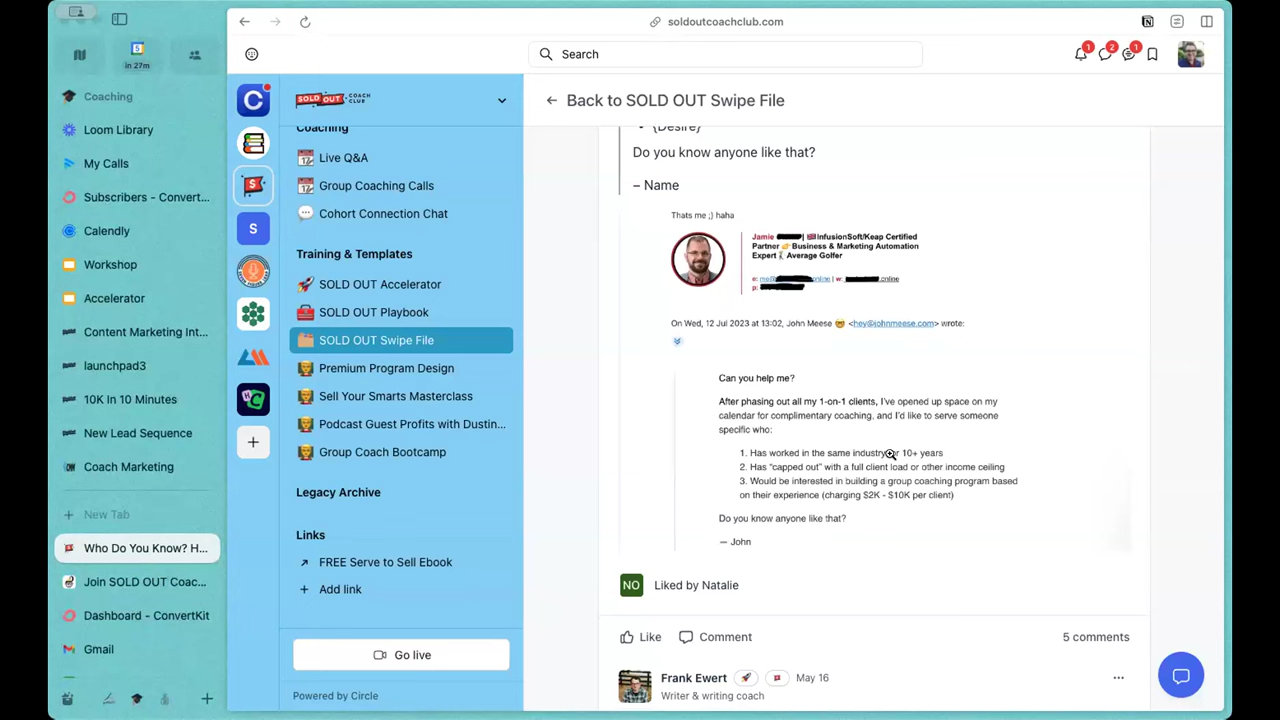 soldoutcoachclub.com
in 27m
5
Search
1
2
1
Coaching
Loom Library
My Calls
Subscribers - Convert...
Calendly
Workshop
Accelerator
Content Marketing Int...
launchpad3
10K In 10 Minutes
New Lead Sequence
Coach Marketing
New Tab
Who Do You Know? H...
Join SOLD OUT Coac...
Dashboard - ConvertKit
Gmail
C
S
S
SOLD OUT COACH CLUB
Coaching
Live Q&A
Group Coaching Calls
Cohort Connection Chat
Training & Templates
SOLD OUT Accelerator
SOLD OUT Playbook
SOLD OUT Swipe File
Premium Program Design
Sell Your Smarts Masterclass
Podcast Guest Profits with Dustin...
Group Coach Bootcamp
Legacy Archive
Links
FREE Serve to Sell Ebook
Add link
Go live
Powered by Circle
Back to SOLD OUT Swipe File
• {Desire}
Do you know anyone like that?
– Name
Thats me ;) haha
Jamie | InfusionSoft/Keap Certified
Partner 👉 Business & Marketing Automation
Expert Average Golfer
e: me@ online | w: .online
p:
On Wed, 12 Jul 2023 at 13:02, John Meese 🤓 <hey@johnmeese.com> wrote:
Can you help me?
After phasing out all my 1-on-1 clients, I've opened up space on my
calendar for complimentary coaching, and I'd like to serve someone
specific who:
1. Has worked in the same industry for 10+ years
2. Has "capped out" with a full client load or other income ceiling
3. Would be interested in building a group coaching program based
on their experience (charging $2K - $10K per client)
Do you know anyone like that?
— John
NO Liked by Natalie
Like Comment 5 comments
Frank Ewert May 16
Writer & writing coach